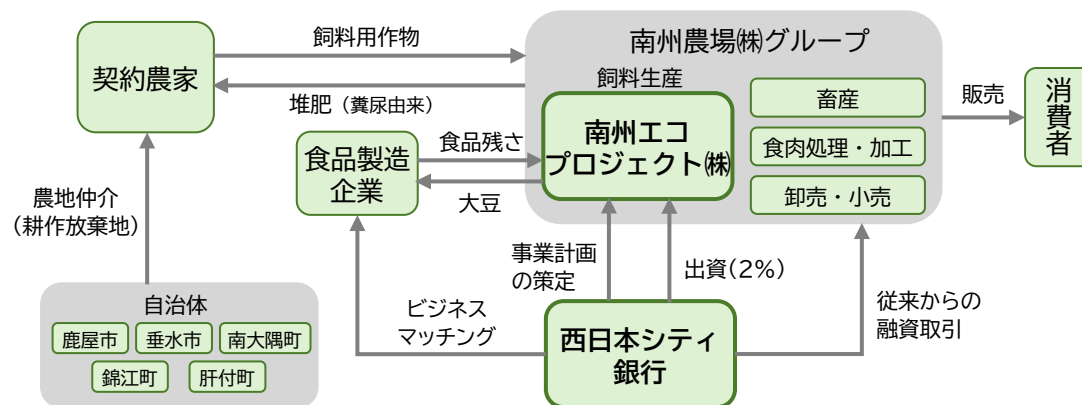 契約農家
飼料用作物
堆肥（糞尿由来）
南州農場㈱グループ
飼料生産
南州エコ
プロジェクト㈱
畜産
食肉処理・加工
卸売・小売
販売
消費者
食品製造
企業
食品残さ
大豆
農地仲介
（耕作放棄地）
事業計画
の策定
出資（2％）
従来からの
融資取引
ビジネス
マッチング
西日本シティ
銀行
自治体
鹿屋市
垂水市
南大隅町
錦江町
肝付町